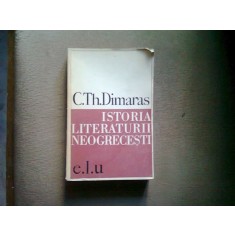 C.Th.Dimaras
ISTORIA
LITERATURII
NEOGRECEȘTI
e.l.u